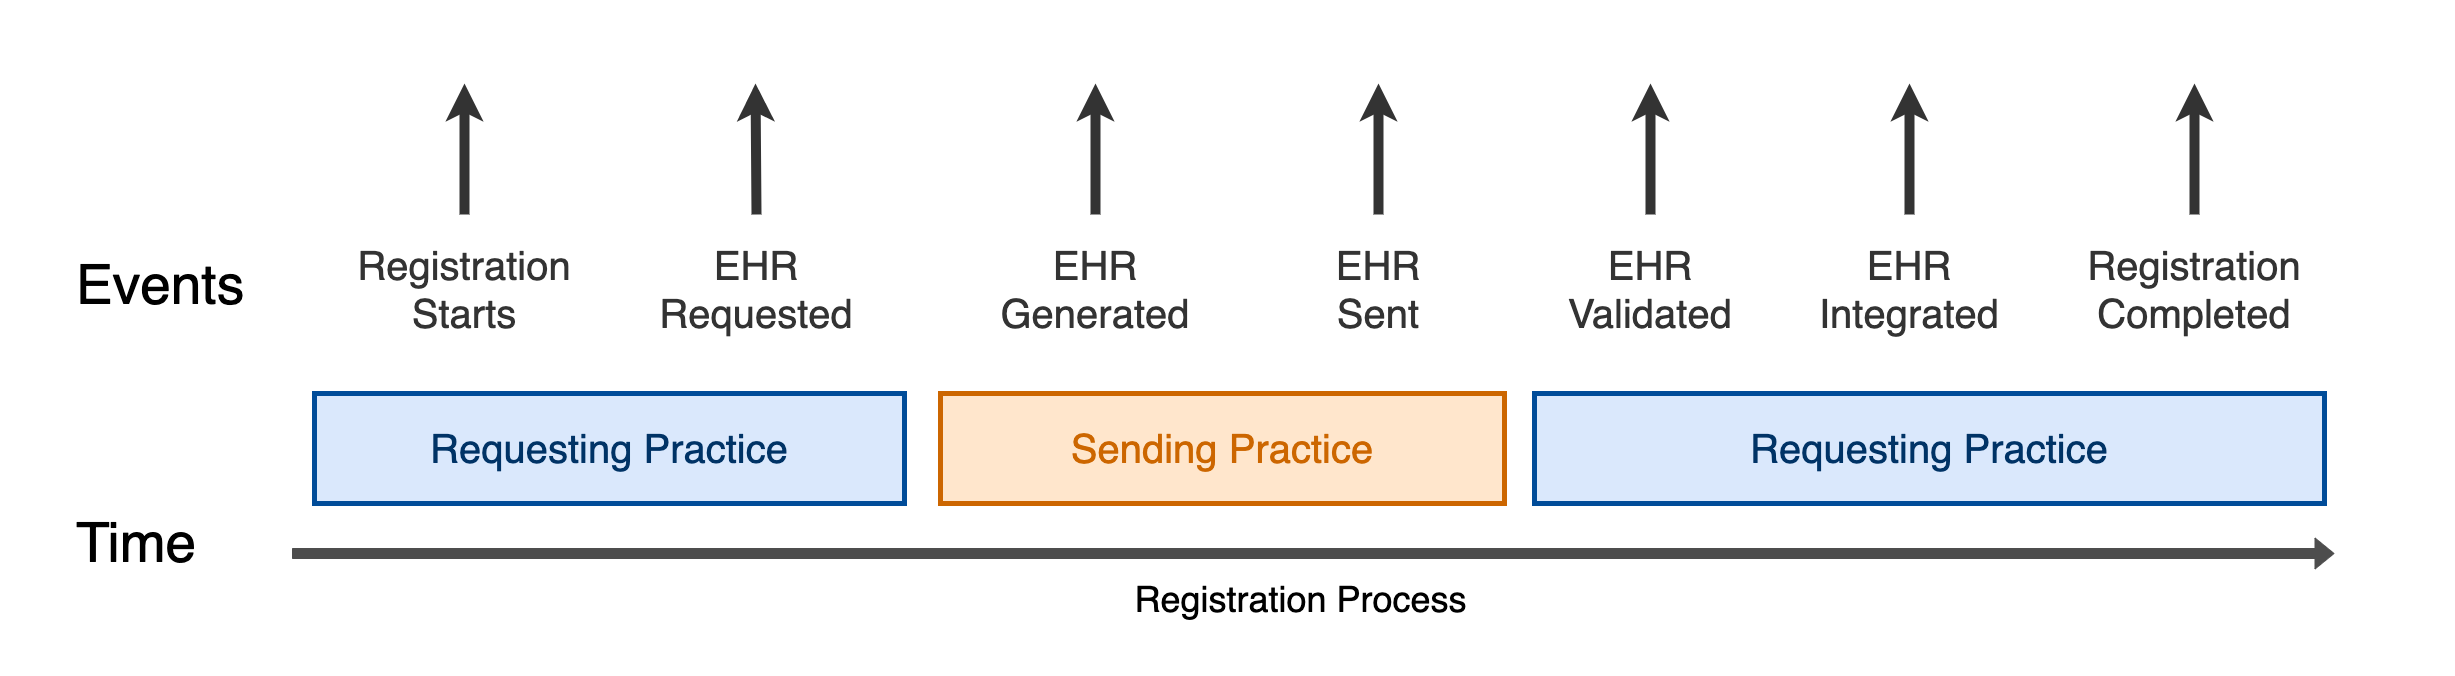 Events
Registration
Starts
EHR
Requested
EHR
Generated
EHR
Sent
EHR
Validated
EHR
Integrated
Registration
Completed
Requesting Practice
Sending Practice
Requesting Practice
Time
Registration Process